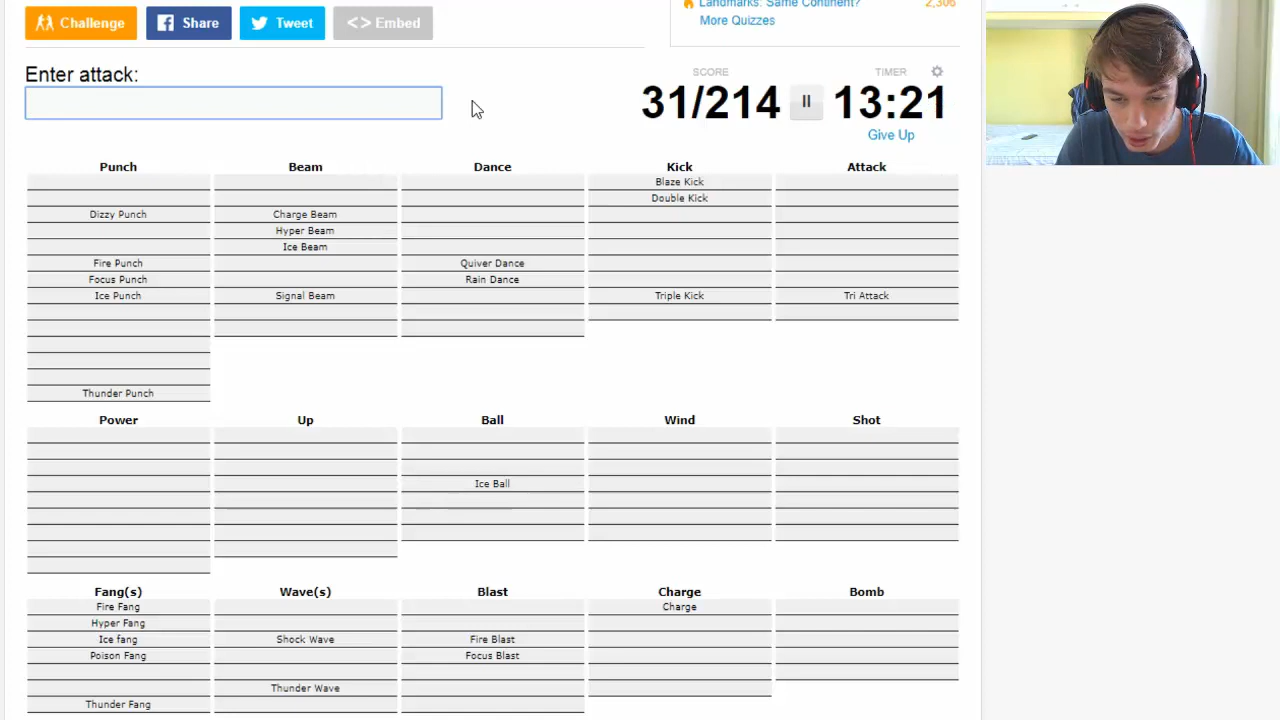 Challenge Share Tweet <> Embed
Landmarks: Same Continent? 2,306
More Quizzes
Enter attack:
SCORE TIMER
31/214 13:21
Give Up
Punch Beam Dance Kick Attack
Blaze Kick
Double Kick
Dizzy Punch Charge Beam
Hyper Beam
Ice Beam
Fire Punch Quiver Dance
Focus Punch Rain Dance
Ice Punch Signal Beam Triple Kick Tri Attack
Thunder Punch
Power Up Ball Wind Shot
Ice Ball
Fang(s) Wave(s) Blast Charge Bomb
Fire Fang Charge
Hyper Fang
Ice fang Shock Wave Fire Blast
Poison Fang Focus Blast
Thunder Wave
Thunder Fang